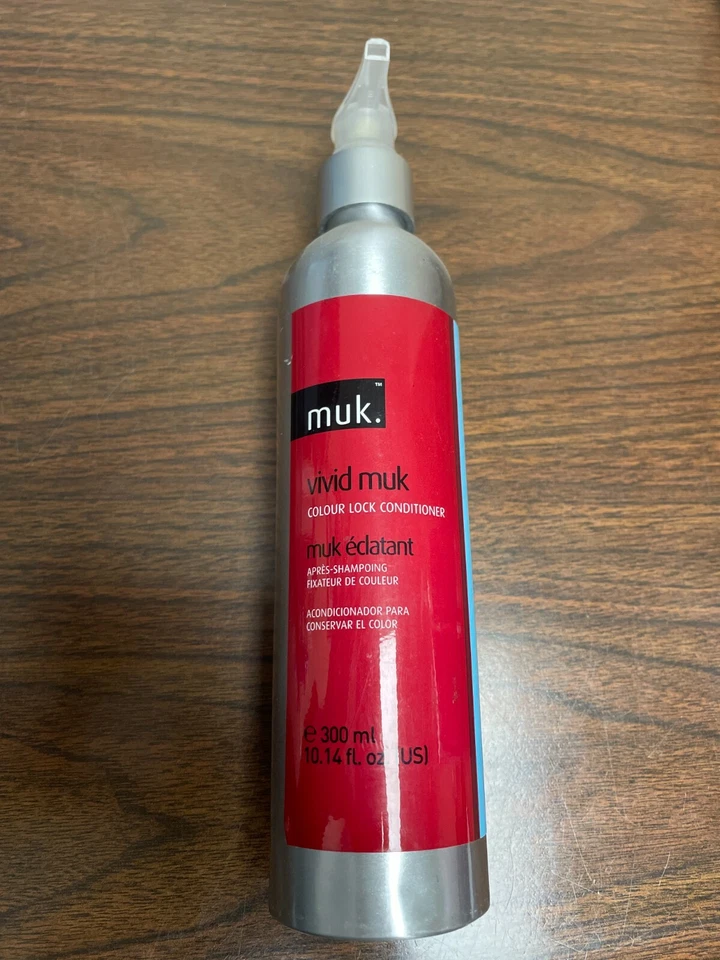 muk.™
vivid muk
COLOUR LOCK CONDITIONER
muk éclatant
APRÈS-SHAMPOING
FIXATEUR DE COULEUR
ACONDICIONADOR PARA
CONSERVAR EL COLOR
℮ 300 ml
10.14 fl. oz (US)